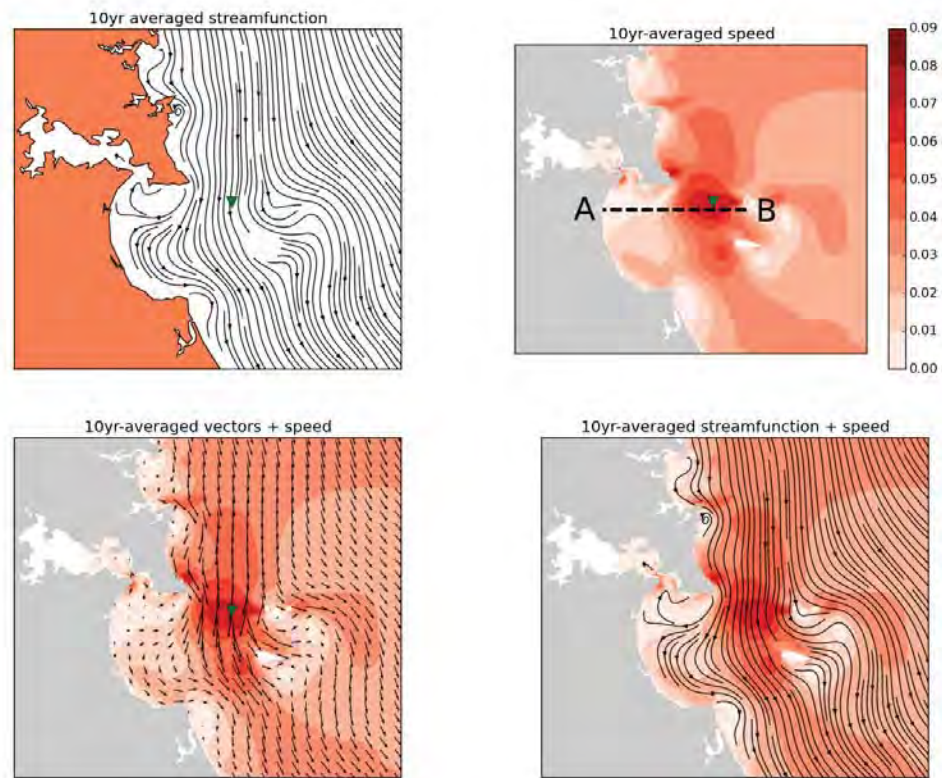 10yr averaged streamfunction
10yr-averaged speed
0.09
0.08
0.07
0.06
0.05
0.04
0.03
0.02
0.01
0.00
A
B
10yr-averaged vectors + speed
10yr-averaged streamfunction + speed